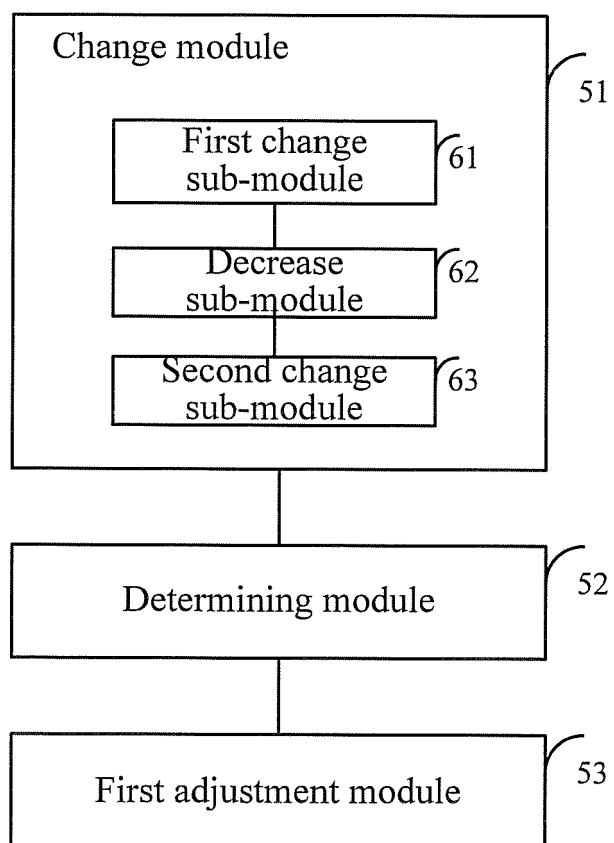 Change module
51
First change
sub-module
61
Decrease
sub-module
62
Second change
sub-module
63
Determining module
52
First adjustment module
53